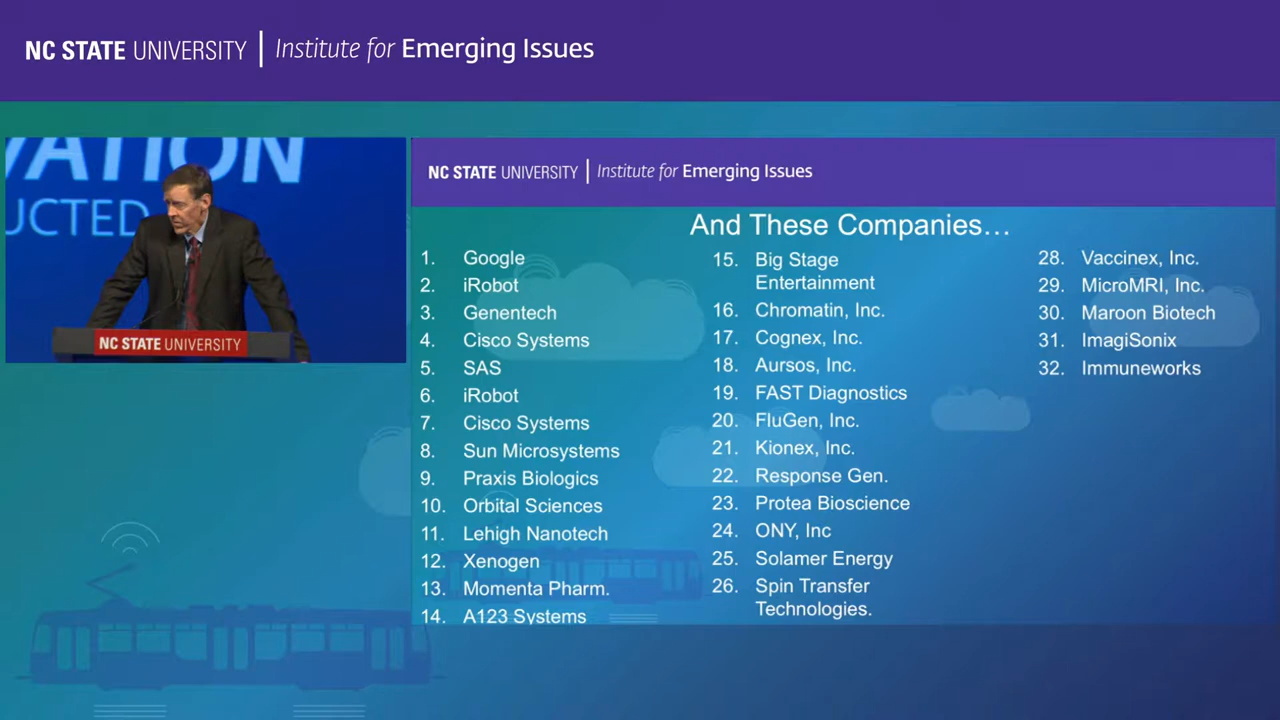 NC STATE UNIVERSITY | Institute for Emerging Issues
VATION
UCTED
NC STATE UNIVERSITY
NC STATE UNIVERSITY | Institute for Emerging Issues
And These Companies…
1. Google
2. iRobot
3. Genentech
4. Cisco Systems
5. SAS
6. iRobot
7. Cisco Systems
8. Sun Microsystems
9. Praxis Biologics
10. Orbital Sciences
11. Lehigh Nanotech
12. Xenogen
13. Momenta Pharm.
14. A123 Systems
15. Big Stage
Entertainment
16. Chromatin, Inc.
17. Cognex, Inc.
18. Aursos, Inc.
19. FAST Diagnostics
20. FluGen, Inc.
21. Kionex, Inc.
22. Response Gen.
23. Protea Bioscience
24. ONY, Inc
25. Solamer Energy
26. Spin Transfer
Technologies.
28. Vaccinex, Inc.
29. MicroMRI, Inc.
30. Maroon Biotech
31. ImagiSonix
32. Immuneworks